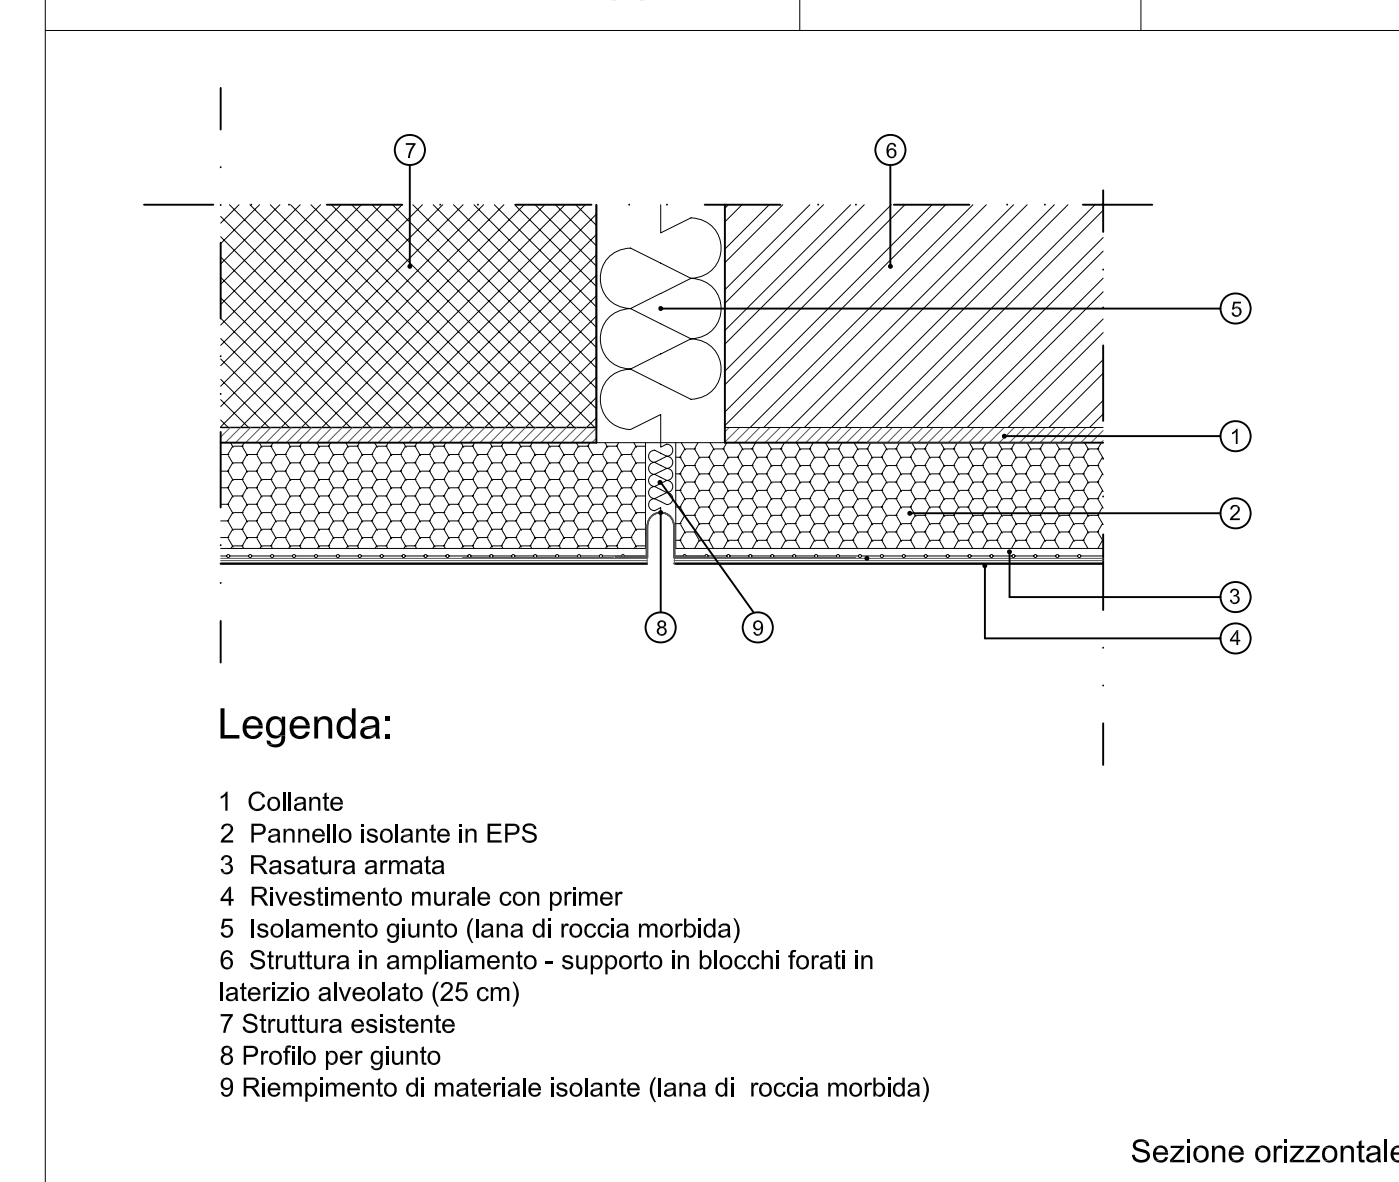 7
6
5
1
2
3
8
9
4
Legenda:
1 Collante
2 Pannello isolante in EPS
3 Rasatura armata
4 Rivestimento murale con primer
5 Isolamento giunto (lana di roccia morbida)
6 Struttura in ampliamento - supporto in blocchi forati in
laterizio alveolato (25 cm)
7 Struttura esistente
8 Profilo per giunto
9 Riempimento di materiale isolante (lana di roccia morbida)
Sezione orizzontale